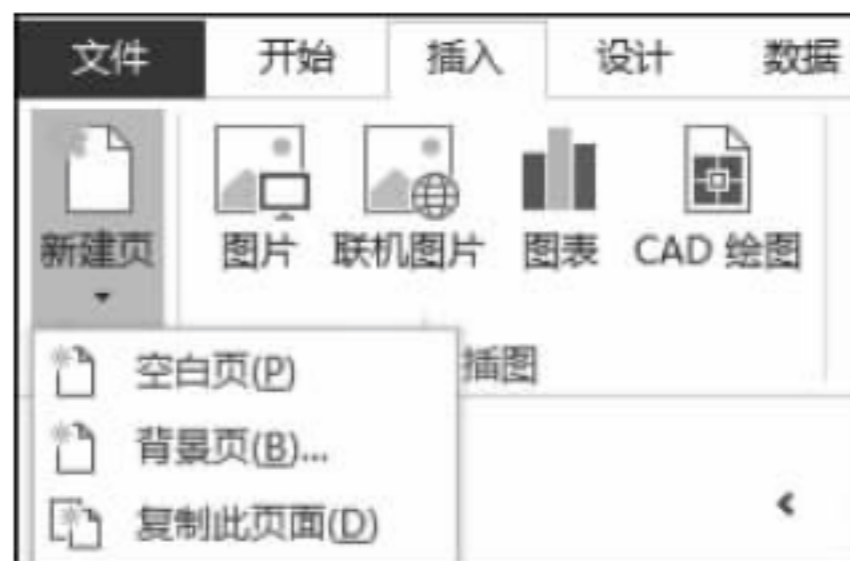 文件 开始 插入 设计 数据
新建页 图片 联机图片 图表 CAD 绘图
插图
空白页(P)
背景页(B)...
复制此页面(D)